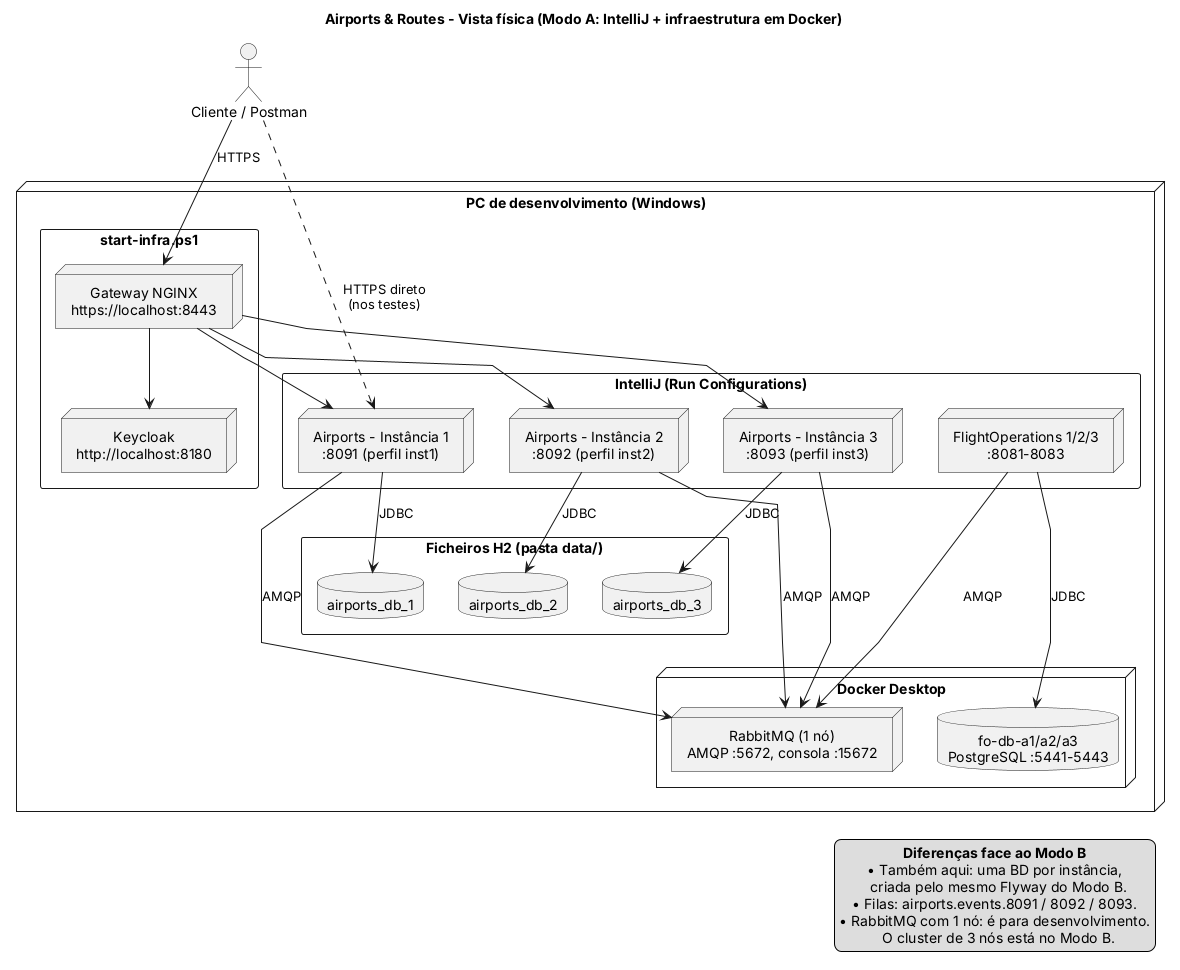 Airports & Routes - Vista física (Modo A: IntelliJ + infraestrutura em Docker)
Cliente / Postman
HTTPS
PC de desenvolvimento (Windows)
start-infra.ps1
Gateway NGINX
https://localhost:8443
HTTPS direto
(nos testes)
IntelliJ (Run Configurations)
Keycloak
http://localhost:8180
Airports - Instância 1
:8091 (perfil inst1)
Airports - Instância 2
:8092 (perfil inst2)
Airports - Instância 3
:8093 (perfil inst3)
FlightOperations 1/2/3
:8081-8083
JDBC
JDBC
JDBC
Ficheiros H2 (pasta data/)
airports_db_1
airports_db_2
airports_db_3
AMQP
AMQP
AMQP
AMQP
JDBC
Docker Desktop
RabbitMQ (1 nó)
AMQP :5672, consola :15672
fo-db-a1/a2/a3
PostgreSQL :5441-5443
Diferenças face ao Modo B
• Também aqui: uma BD por instância,
criada pelo mesmo Flyway do Modo B.
• Filas: airports.events.8091 / 8092 / 8093.
• RabbitMQ com 1 nó: é para desenvolvimento.
O cluster de 3 nós está no Modo B.